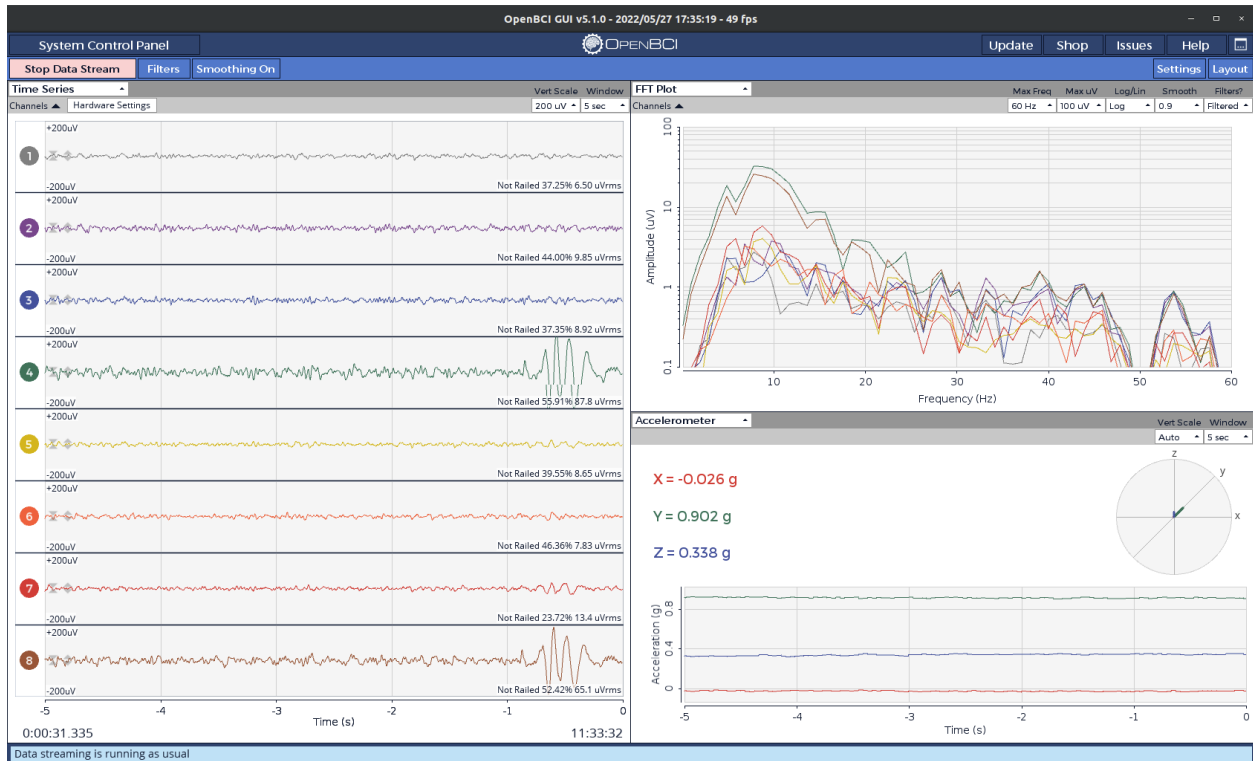 OpenBCI GUI v5.1.0 - 2022/05/27 17:35:19 - 49 fps
System Control Panel
OPENBCI
Update Shop Issues Help
Stop Data Stream Filters Smoothing On
Settings Layout
Time Series
Vert Scale Window
Channels Hardware Settings
200 uV 5 sec
+200uV
1
-200uV
Not Railed 37.25% 6.50 uVrms
+200uV
2
-200uV
Not Railed 44.00% 9.85 uVrms
+200uV
3
-200uV
Not Railed 37.35% 8.92 uVrms
+200uV
4
-200uV
Not Railed 55.91% 87.8 uVrms
+200uV
5
-200uV
Not Railed 39.55% 8.65 uVrms
+200uV
6
-200uV
Not Railed 46.36% 7.83 uVrms
+200uV
7
-200uV
Not Railed 23.72% 13.4 uVrms
+200uV
8
-200uV
Not Railed 52.42% 65.1 uVrms
-5 -4 -3 -2 -1 0
Time (s)
0:00:31.335
11:33:32
FFT Plot
Max Freq Max uV Log/Lin Smooth Filters?
Channels
60 Hz 100 uV Log 0.9 Filtered
100
10
1
0.1
Amplitude (uV)
10 20 30 40 50 60
Frequency (Hz)
Accelerometer
Vert Scale Window
Auto 5 sec
X = -0.026 g
Y = 0.902 g
Z = 0.338 g
z
y
x
0.8
0.4
0
Acceleration (g)
-5 -4 -3 -2 -1 0
Time (s)
Data streaming is running as usual